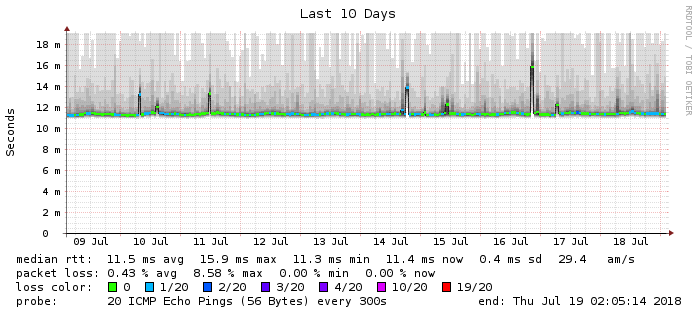 Last 10 Days
RRDTOOL / TOBI OETIKER
Seconds
18 m
16 m
14 m
12 m
10 m
8 m
6 m
4 m
2 m
0
09 Jul 10 Jul 11 Jul 12 Jul 13 Jul 14 Jul 15 Jul 16 Jul 17 Jul 18 Jul
median rtt: 11.5 ms avg 15.9 ms max 11.3 ms min 11.4 ms now 0.4 ms sd 29.4 am/s
packet loss: 0.43 % avg 8.58 % max 0.00 % min 0.00 % now
loss color: 0 1/20 2/20 3/20 4/20 10/20 19/20
probe: 20 ICMP Echo Pings (56 Bytes) every 300s end: Thu Jul 19 02:05:14 2018